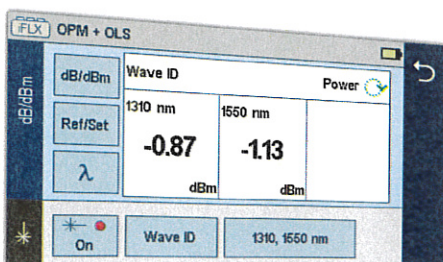 FLX OPM + OLS
dB/dBm
dB/dBm
Wave ID
Power
Ref/Set
1310 nm
1550 nm
-0.87
-1.13
λ
dBm
dBm
On
Wave ID
1310, 1550 nm